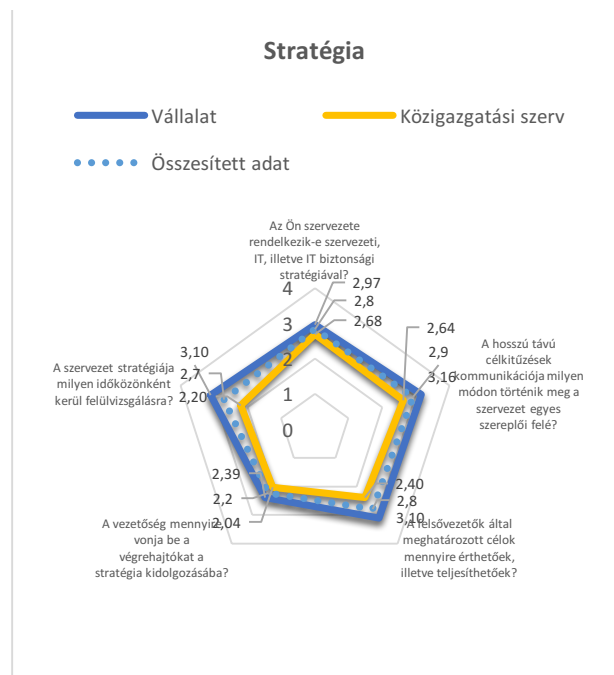 Stratégia
Vállalat
Közigazgatási szerv
Összesített adat
Az Ön szervezete
rendelkezik-e szervezeti,
IT, illetve IT biztonsági
stratégiával?
2,97
2,8
2,68
4
3
2
1
0
2,64
2,9
3,16
A hosszú távú
célkitűzések
kommunikációja milyen
módon történik meg a
szervezet egyes
szereplői felé?
2,40
2,8
3,10
A felsővezetők által
meghatározott célok
mennyire érthetőek,
illetve teljesíthetőek?
2,39
2,2
2,04
A vezetőség mennyire
vonja be a
végrehajtókat a
stratégia kidolgozásába?
3,10
2,7
2,20
A szervezet stratégiája
milyen időközönként
kerül felülvizsgálásra?